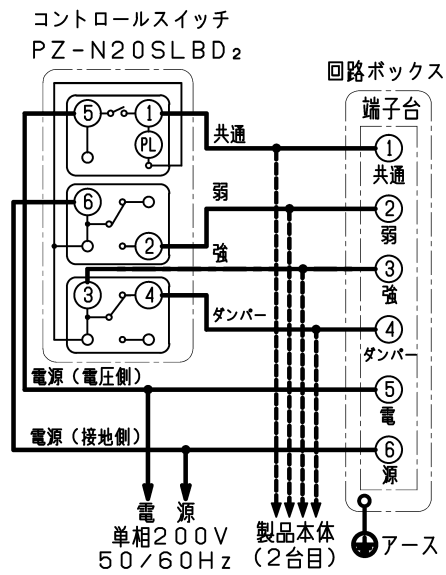 コントロールスイッチ
PZ-N20SLBD₂
回路ボックス
端子台
5
1
PL
共通
1
共通
6
弱
2
弱
2
強
3
強
3
4
ダンパー
4
ダンパー
電源(電圧側)
5
電
電源(接地側)
6
源
電 源
単相200V
50/60Hz
製品本体
(2台目)
アース